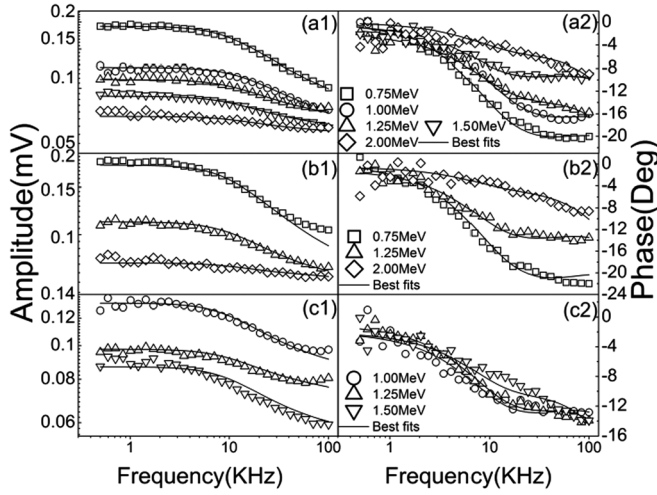 0.2
(a1)
(a2)
0
-4
0.1
-8
0.75MeV
1.00MeV
-12
1.25MeV
1.50MeV
-16
0.05
2.00MeV
Best fits
-20
0.2
(b1)
(b2)
0
0.15
-4
-8
0.75MeV
0.1
1.25MeV
-12
2.00MeV
-16
Best fits
-20
0.14
-24
(c1)
(c2)
0
0.12
0.1
-4
1.00MeV
-8
0.08
1.25MeV
1.50MeV
-12
0.06
Best fits
-16
1
10
100
1
10
100
Frequency(KHz)
Frequency(KHz)
Amplitude(mV)
Phase(Deg)